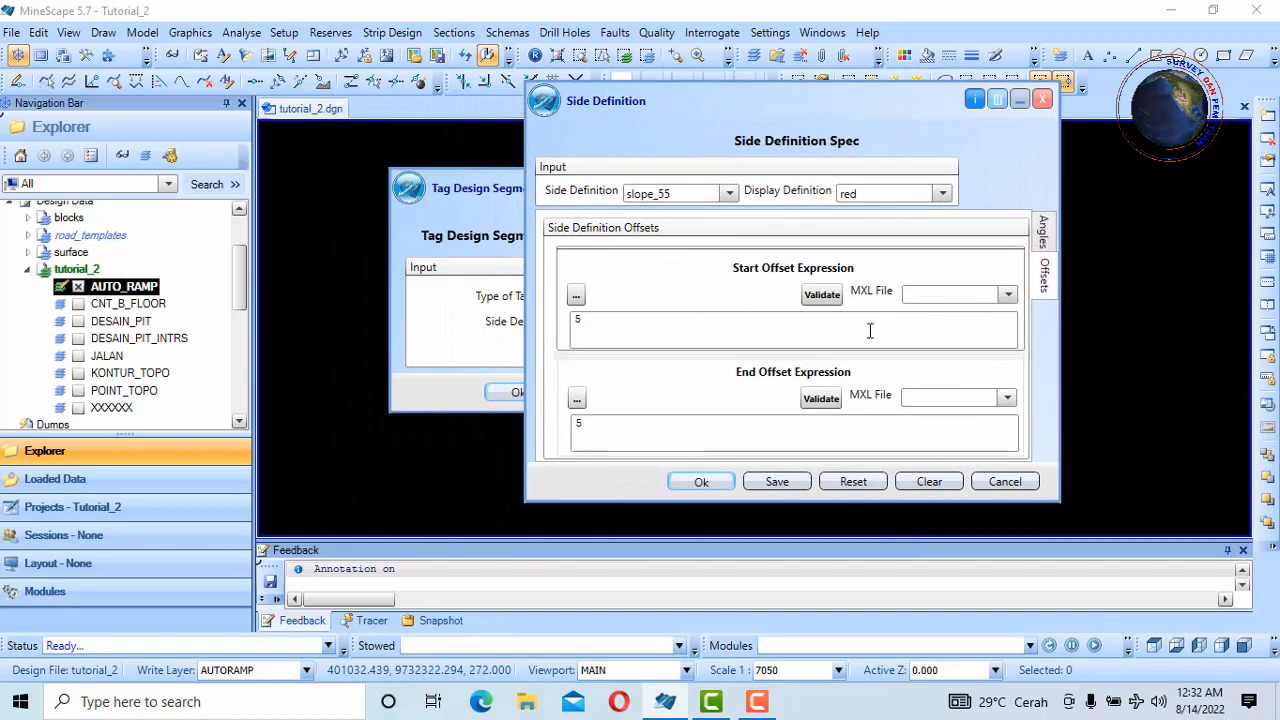 MineScape 5.7 - Tutorial_2
File Edit View Draw Model Graphics Analyse Setup Reserves Strip Design Sections Schemas Drill Holes Faults Quality Interrogate Settings Windows Help
Navigation Bar
tutorial_2.dgn
Explorer
All
Search
Design Data
blocks
road_templates
surface
tutorial_2
AUTO_RAMP
CNT_B_FLOOR
DESAIN_PIT
DESAIN_PIT_INTRS
JALAN
KONTUR_TOPO
POINT_TOPO
XXXXXX
Dumps
Explorer
Loaded Data
Projects - Tutorial_2
Sessions - None
Layout - None
Modules
Tag Design Segm
Tag Design Segm
Input
Type of Ta
Side De
Ok
Side Definition
Side Definition Spec
Input
Side Definition slope_55 Display Definition red
Side Definition Offsets
Angles
Offsets
Start Offset Expression
... Validate MXL File
5
End Offset Expression
... Validate MXL File
5
Ok Save Reset Clear Cancel
Feedback
Annotation on
Feedback Tracer Snapshot
Status Ready... Stowed Modules
Design File: tutorial_2 Write Layer: AUTORAMP 401032.439, 9732322.294, 272.000 Viewport: MAIN Scale 1: 7050 Active Z: 0.000 Selected: 0
Type here to search
29°C Cerah
12:32 AM
8/14/2022